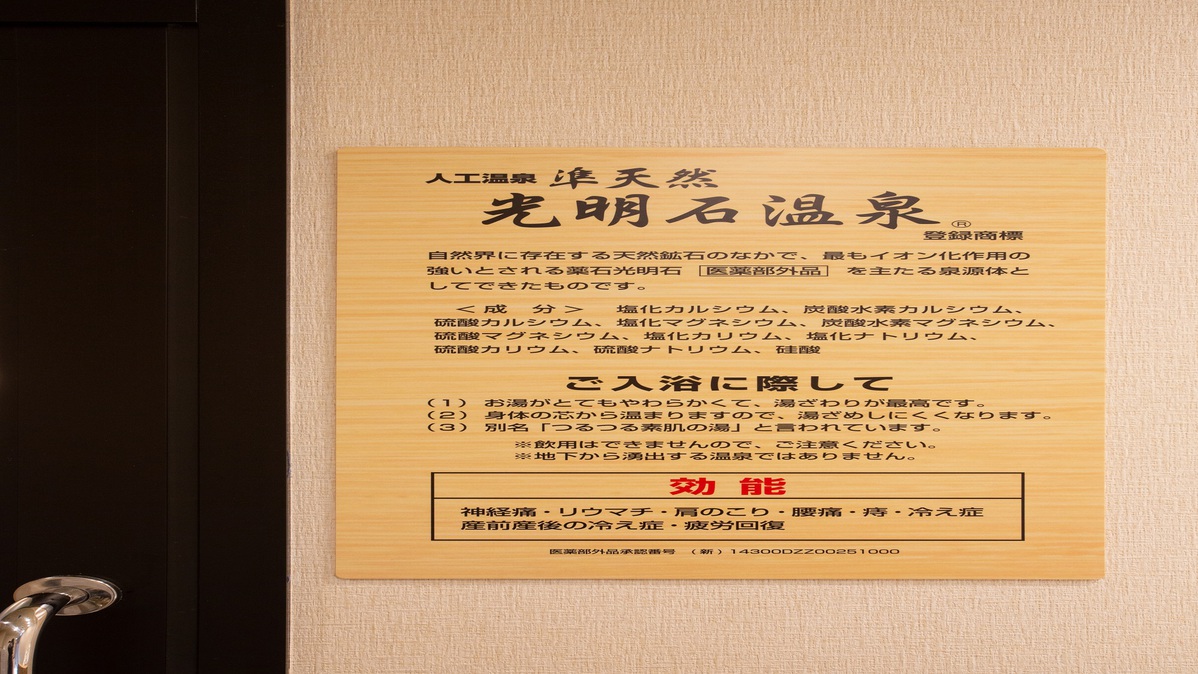 人工温泉 準天然
光明石温泉®
登録商標
自然界に存在する天然鉱石のなかで、最もイオン化作用の
強いとされる薬石光明石 医薬部外品 を主たる泉源体と
してできたものです。
＜成 分＞ 塩化カルシウム、炭酸水素カルシウム、
硫酸カルシウム、塩化マグネシウム、炭酸水素マグネシウム、
硫酸マグネシウム、塩化カリウム、塩化ナトリウム、
硫酸カリウム、硫酸ナトリウム、硅酸
ご入浴に際して
（1） お湯がとてもやわらかくて、湯ざわりが最高です。
（2） 身体の芯から温まりますので、湯ざめしにくくなります。
（3） 別名「つるつる素肌の湯」と言われています。
※飲用はできませんので、ご注意ください。
※地下から湧出する温泉ではありません。
効 能
神経痛・リウマチ・肩のこり・腰痛・痔・冷え症
産前産後の冷え症・疲労回復
医薬部外品承認番号 （新）14300DZZ00251000